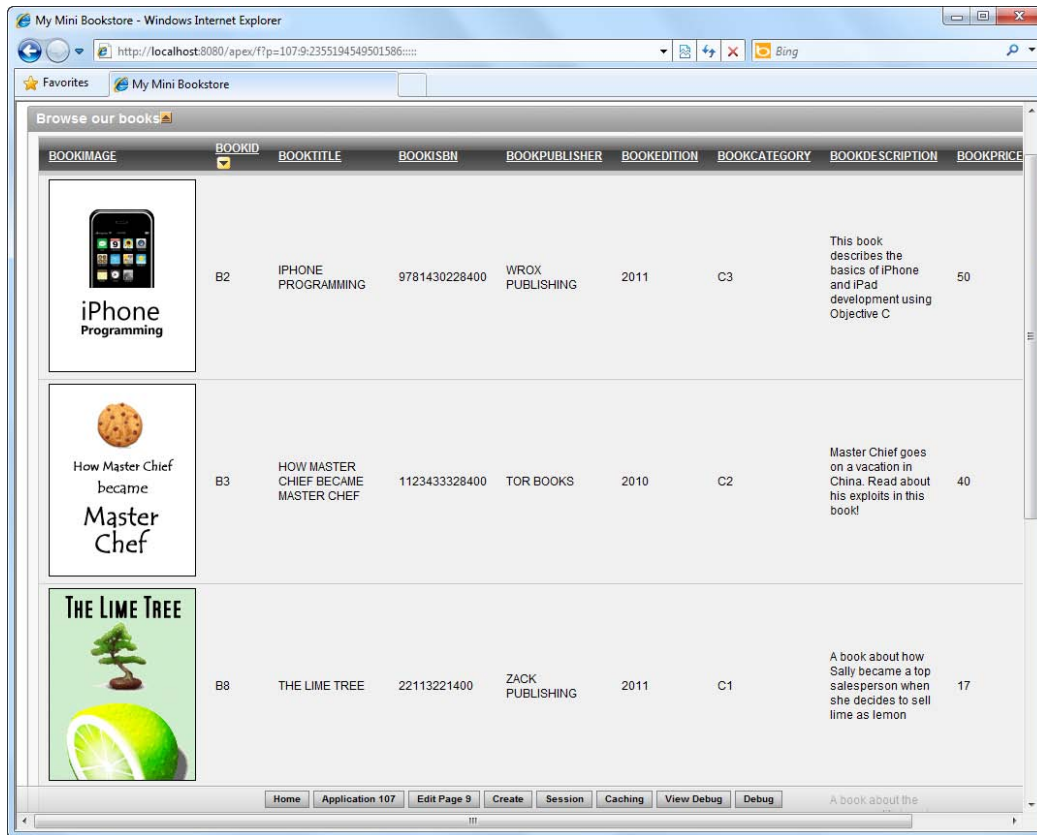 My Mini Bookstore - Windows Internet Explorer
http://localhost:8080/apex/f?p=107:9:2355194549501586:::::
Bing
Favorites
My Mini Bookstore
Browse our books
BOOKIMAGE BOOKID BOOKTITLE BOOKISBN BOOKPUBLISHER BOOKEDITION BOOKCATEGORY BOOKDESCRIPTION BOOKPRICE
iPhone
Programming
B2
IPHONE
PROGRAMMING
9781430228400
WROX
PUBLISHING
2011
C3
This book
describes the
basics of iPhone
and iPad
development using
Objective C
50
How Master Chief
became
Master
Chef
B3
HOW MASTER
CHIEF BECAME
MASTER CHEF
1123433328400
TOR BOOKS
2010
C2
Master Chief goes
on a vacation in
China. Read about
his exploits in this
book!
40
THE LIME TREE
B8
THE LIME TREE
22113221400
ZACK
PUBLISHING
2011
C1
A book about how
Sally became a top
salesperson when
she decides to sell
lime as lemon
17
Home Application 107 Edit Page 9 Create Session Caching View Debug Debug
A book about the